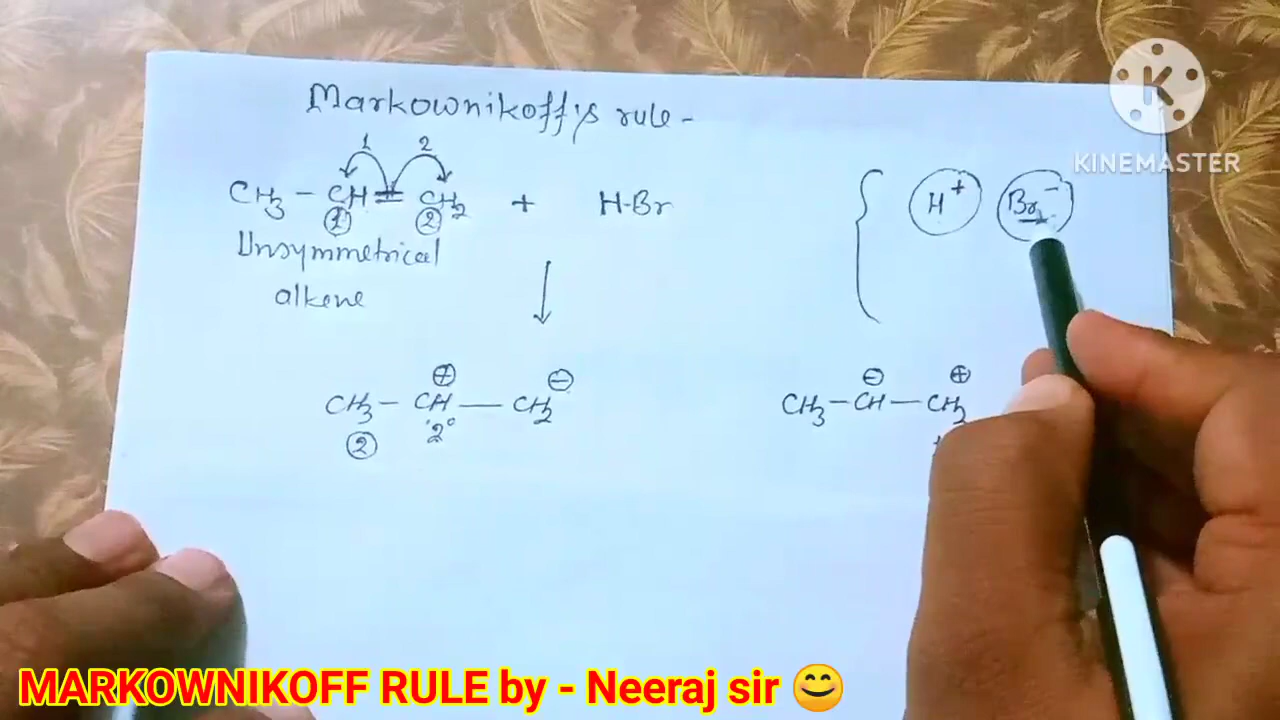 Markownikoff's rule -
1 2
CH3 - CH = CH2 + H-Br
1 2
Unsymmetrical
alkene
H+ Br-
⊕ ⊖
CH3 - CH — CH2
2 2°
⊖ ⊕
CH3 - CH — CH2
KINEMASTER
MARKOWNIKOFF RULE by - Neeraj sir 😊